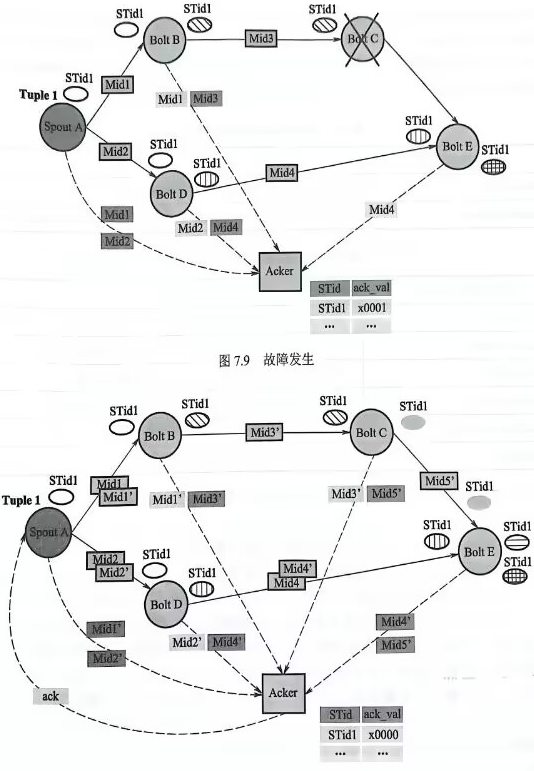 STid1
STid1
STid1
Bolt B
Mid3
Bolt C
STid1
Tuple 1
Mid1
Mid1
Mid3
Spout A
STid1
STid1
Mid2
STid1
Bolt E
STid1
Bolt D
Mid4
Mid1
Mid2
Mid2
Mid4
Mid4
Acker
STid
ack_val
STid1
x0001
...
...
图 7.9 故障发生
STid1
STid1
STid1
STid1
Bolt B
Mid3’
Bolt C
STid1
Mid1
Mid1’
Mid1’
Mid3’
Mid3’
Mid5’
Mid5’
STid1
Tuple 1
Spout A
STid1
Mid2
Mid2’
STid1
Mid4’
Mid4
STid1
Bolt E
STid1
Bolt D
Mid1’
Mid2’
Mid2’
Mid4’
Mid4’
Mid5’
ack
Acker
STid
ack_val
STid1
x0000
...
...